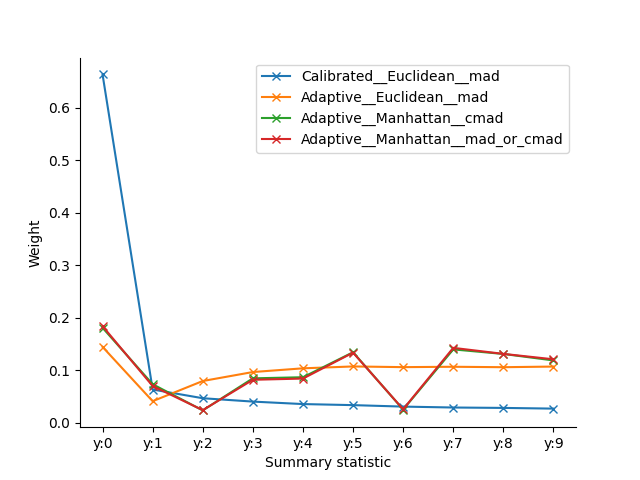 Calibrated__Euclidean__mad
Adaptive__Euclidean__mad
Adaptive__Manhattan__cmad
Adaptive__Manhattan__mad_or_cmad
Weight
0.6
0.5
0.4
0.3
0.2
0.1
0.0
y:0 y:1 y:2 y:3 y:4 y:5 y:6 y:7 y:8 y:9
Summary statistic